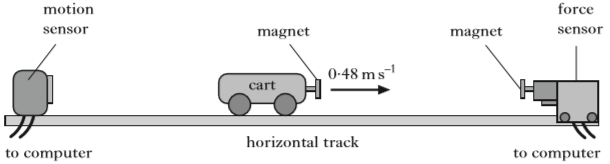 motion
sensor
magnet
magnet
force
sensor
cart
0·48 m s⁻¹
horizontal track
to computer
to computer